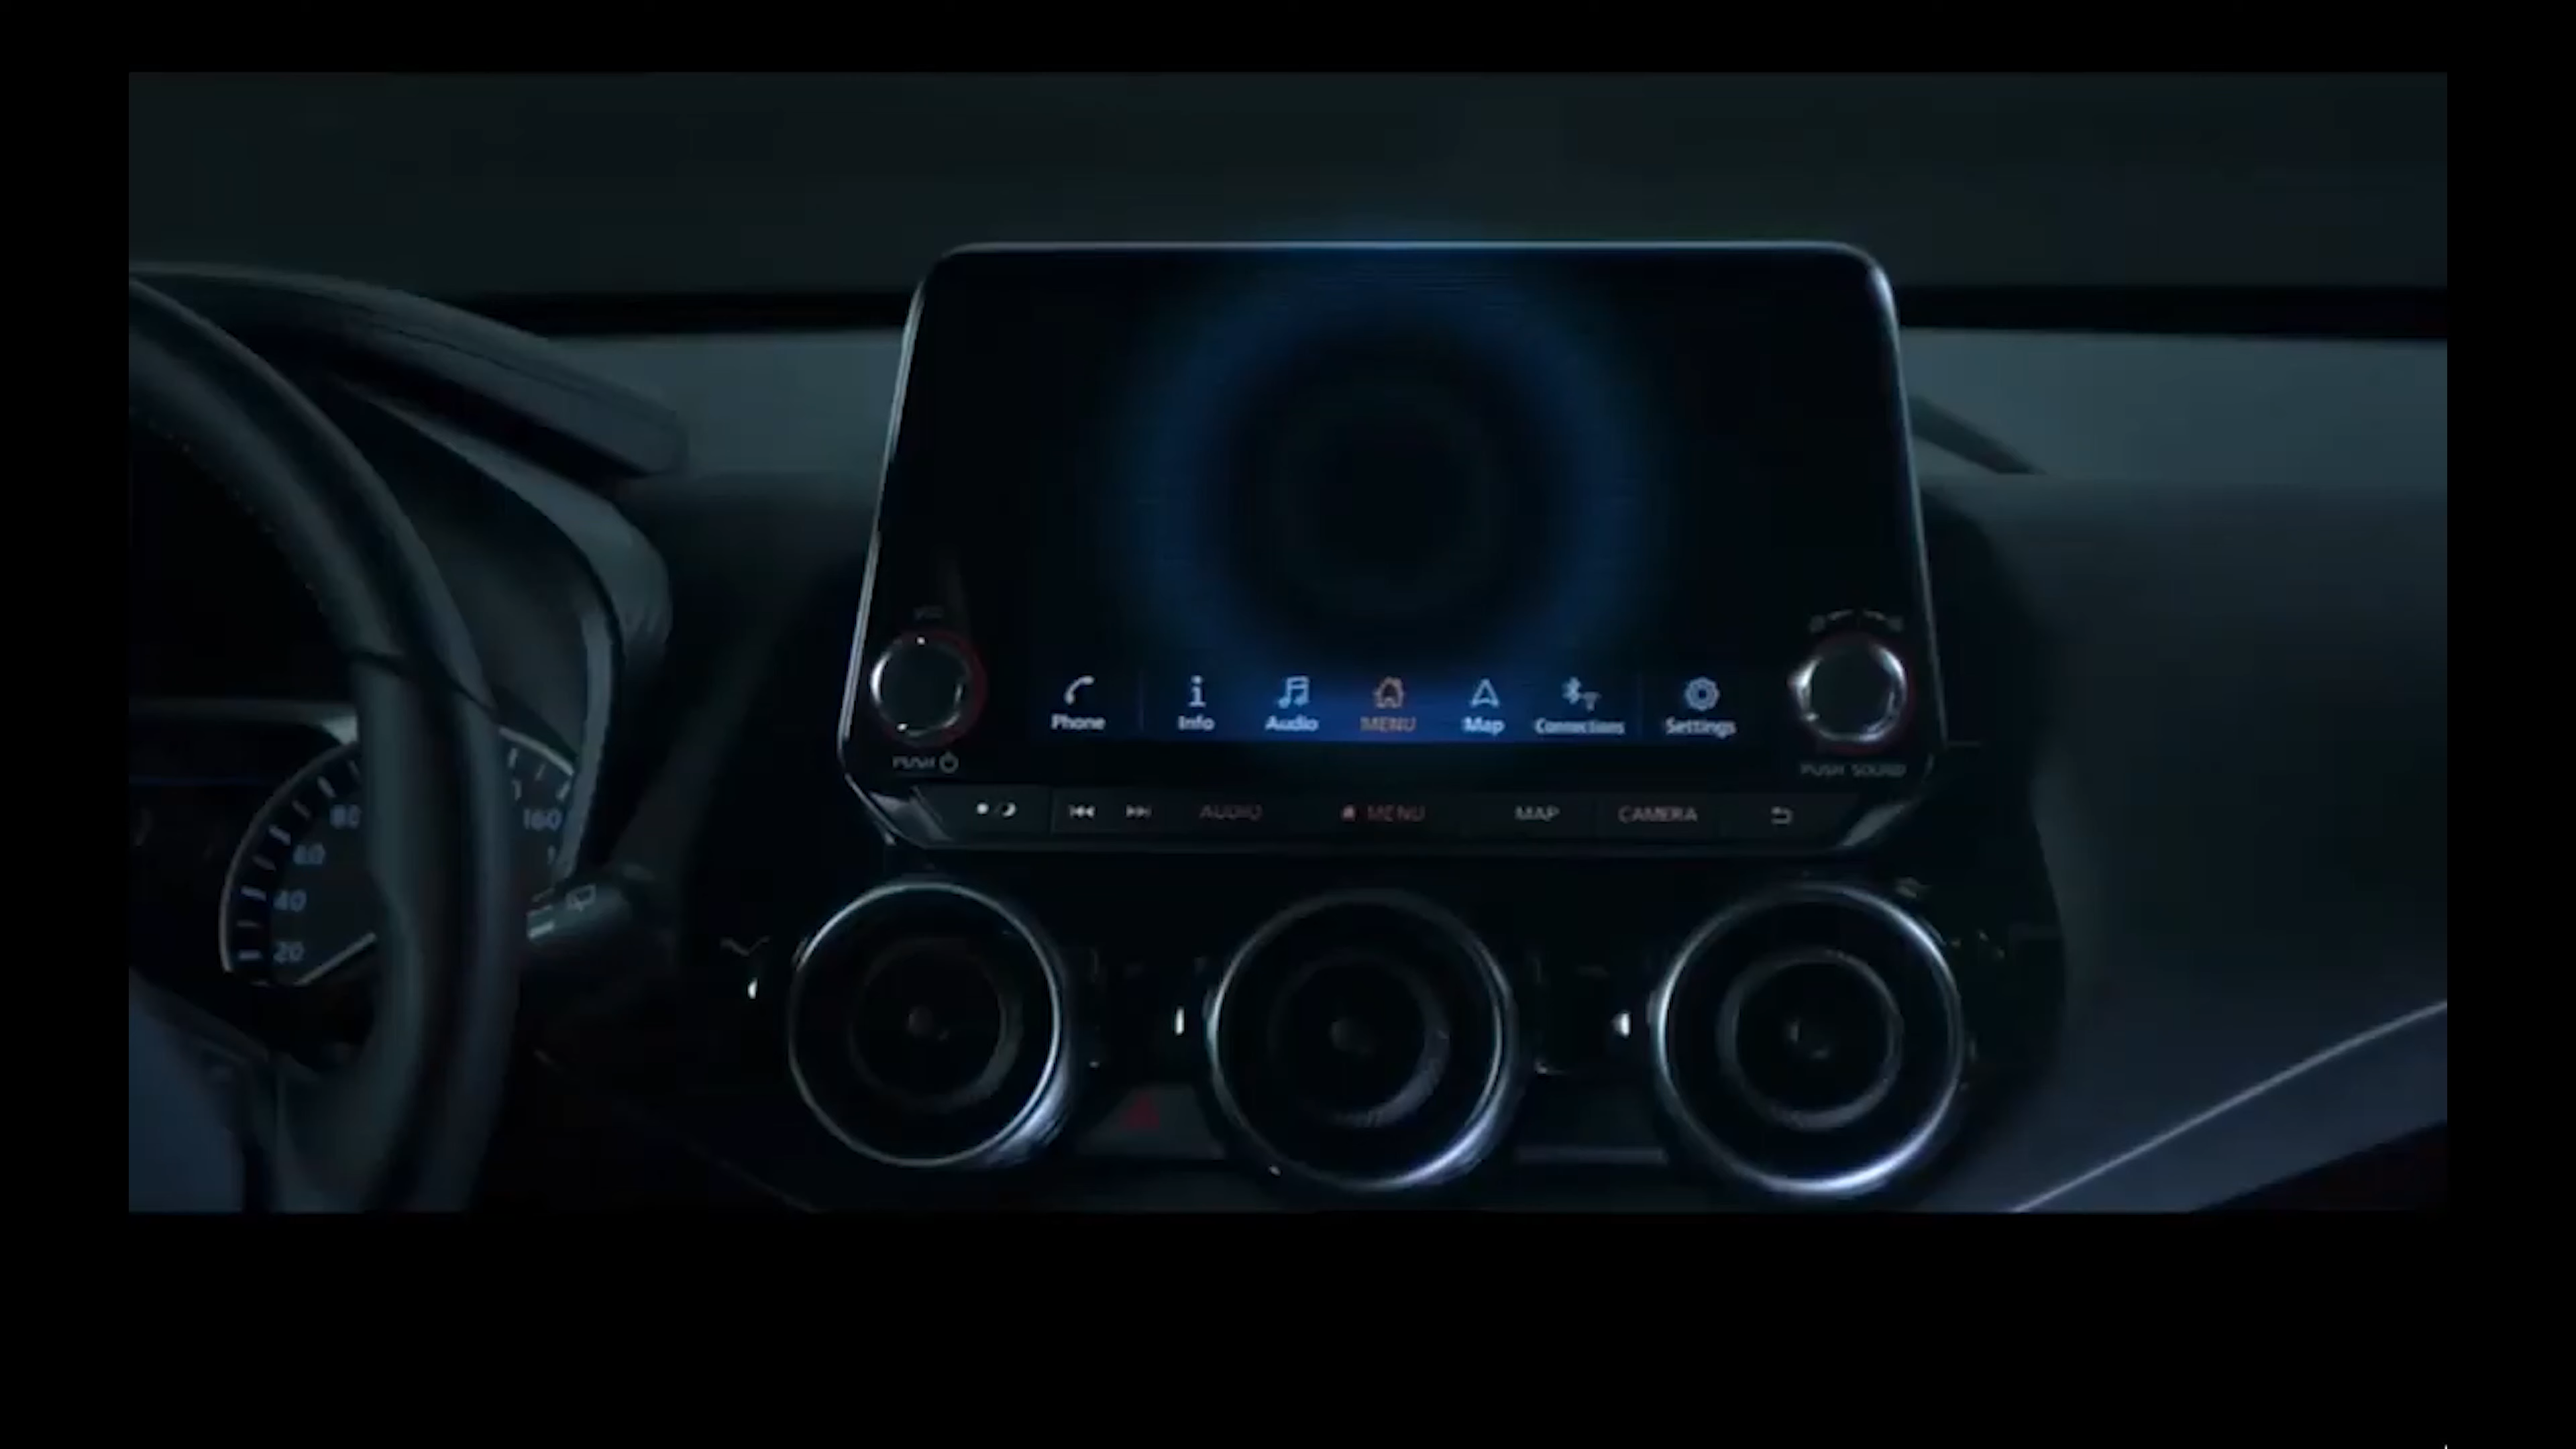 VOL
Phone
Info
Audio
MENU
Map
Connections
Settings
PUSH
PUSH SOUND
AUDIO
MENU
MAP
CAMERA
80
60
40
20
160